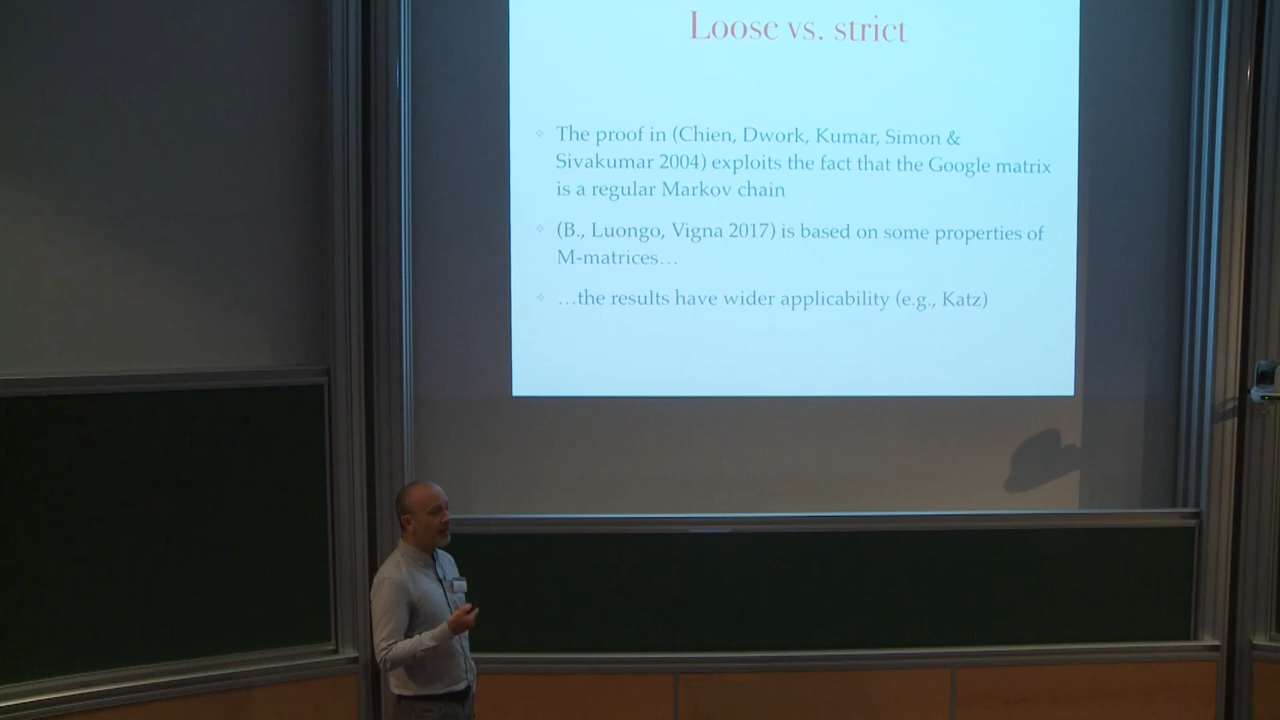 Loose vs. strict
The proof in (Chien, Dwork, Kumar, Simon &
Sivakumar 2004) exploits the fact that the Google matrix
is a regular Markov chain
(B., Luongo, Vigna 2017) is based on some properties of
M-matrices…
…the results have wider applicability (e.g., Katz)